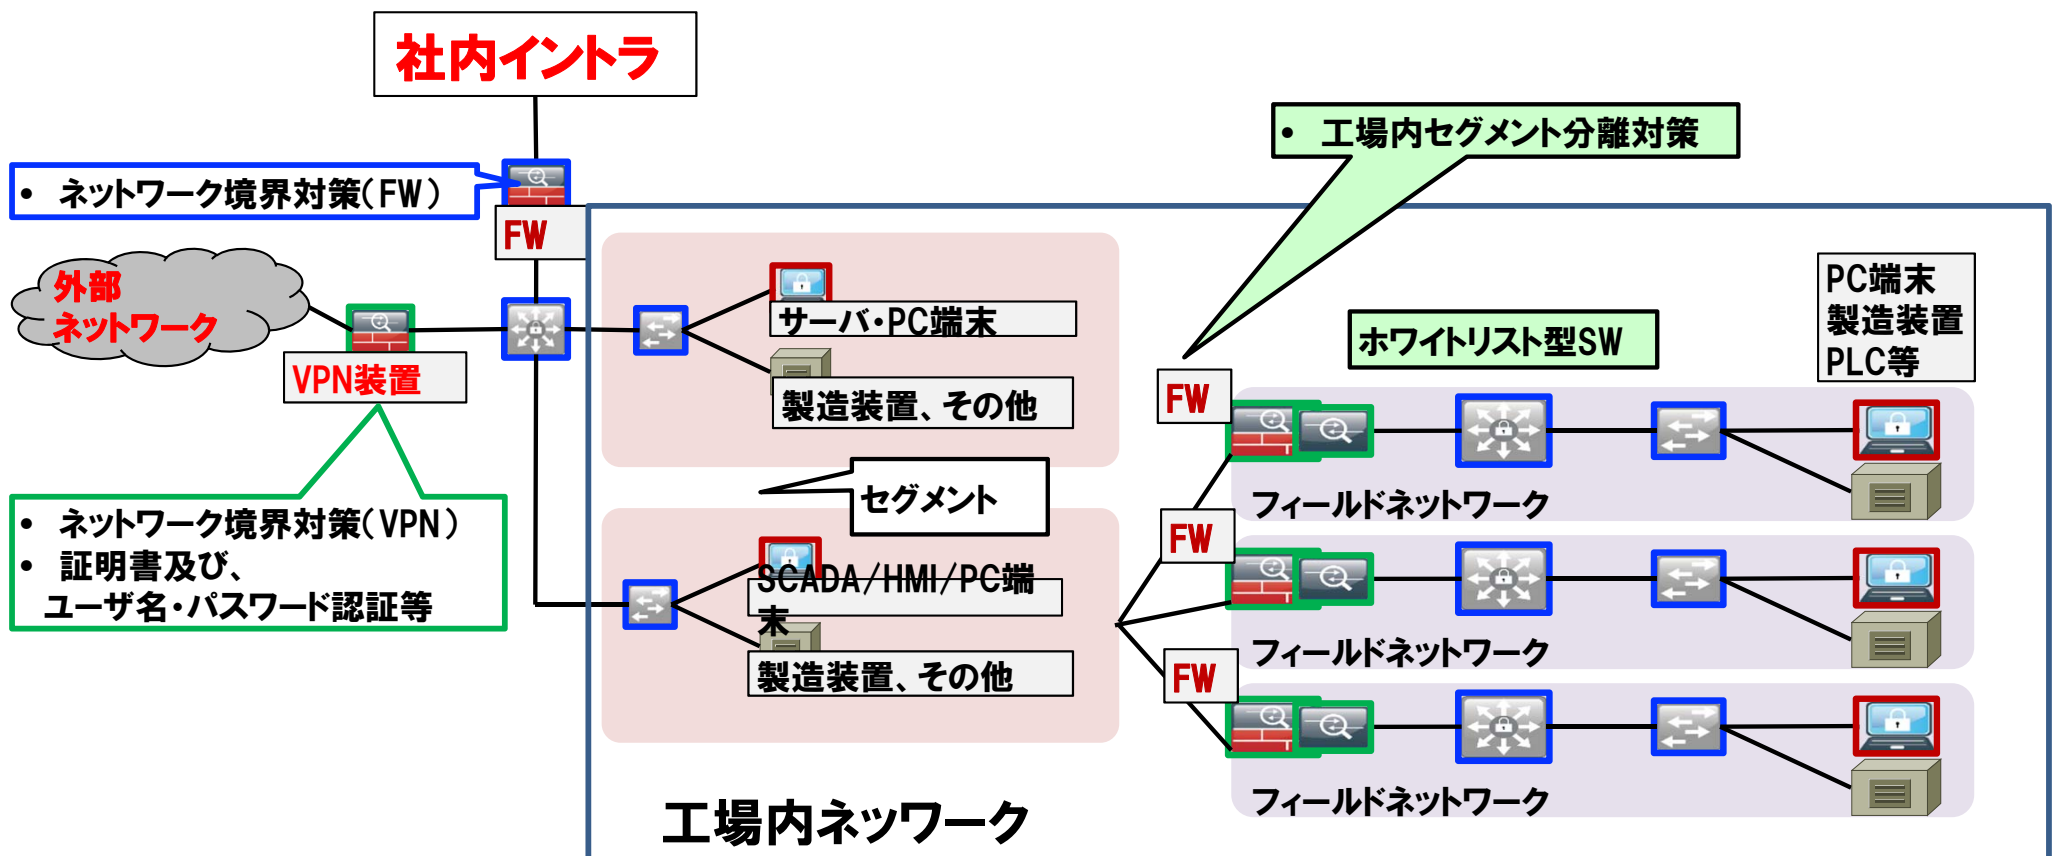 社内イントラ
• 工場内セグメント分離対策
• ネットワーク境界対策(FW)
FW
外部
ネットワーク
VPN装置
サーバ・PC端末
製造装置、その他
ホワイトリスト型SW
PC端末
製造装置
PLC等
FW
セグメント
フィールドネットワーク
• ネットワーク境界対策(VPN)
• 証明書及び、
ユーザ名・パスワード認証等
FW
SCADA/HMI/PC端
末
製造装置、その他
フィールドネットワーク
FW
フィールドネットワーク
工場内ネッワーク